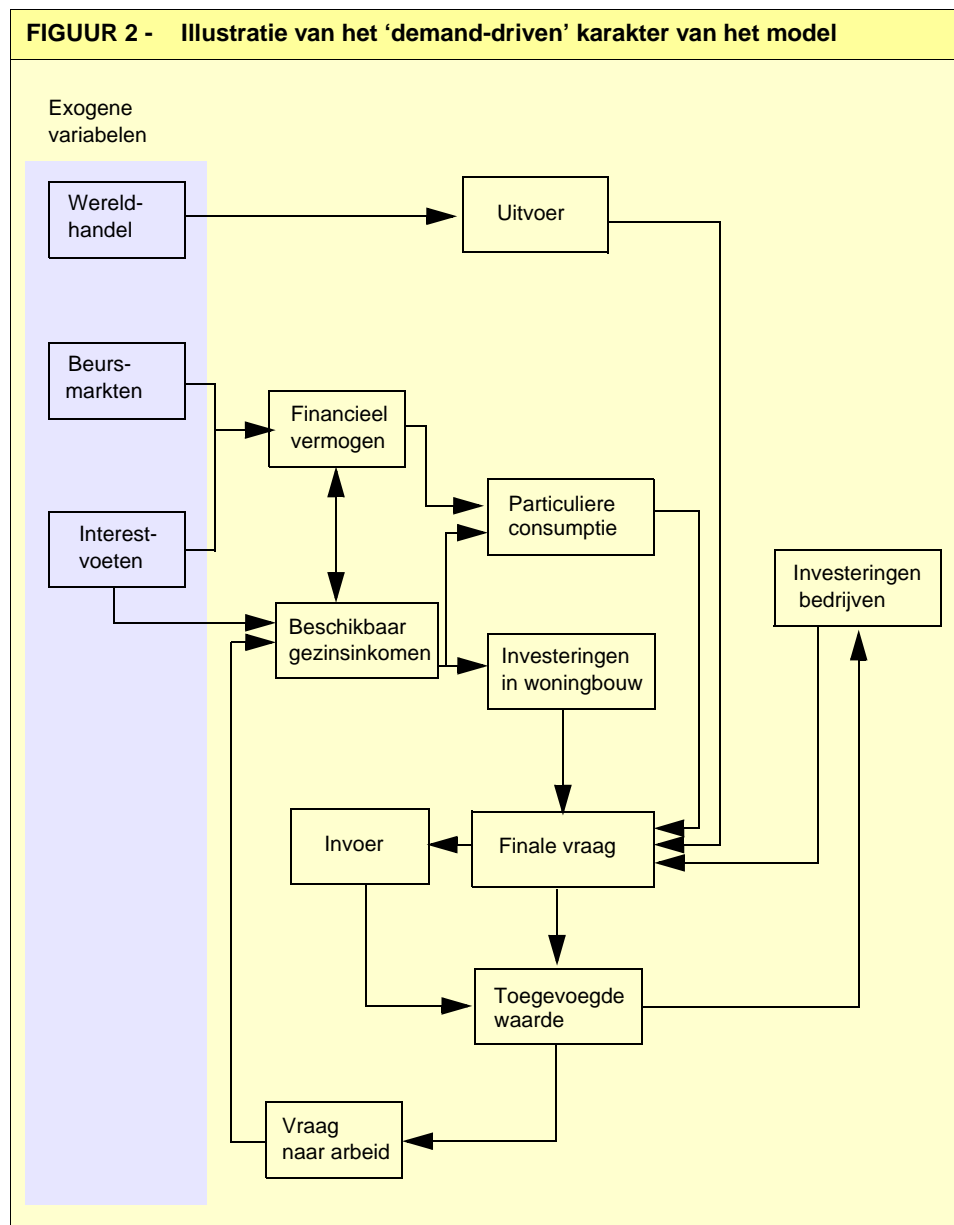 FIGUUR 2 - Illustratie van het ‘demand-driven’ karakter van het model
Exogene
variabelen
Wereld-
handel
Uitvoer
Beurs-
markten
Financieel
vermogen
Particuliere
consumptie
Interest-
voeten
Investeringen
bedrijven
Beschikbaar
gezinsinkomen
Investeringen
in woningbouw
Invoer
Finale vraag
Toegevoegde
waarde
Vraag
naar arbeid